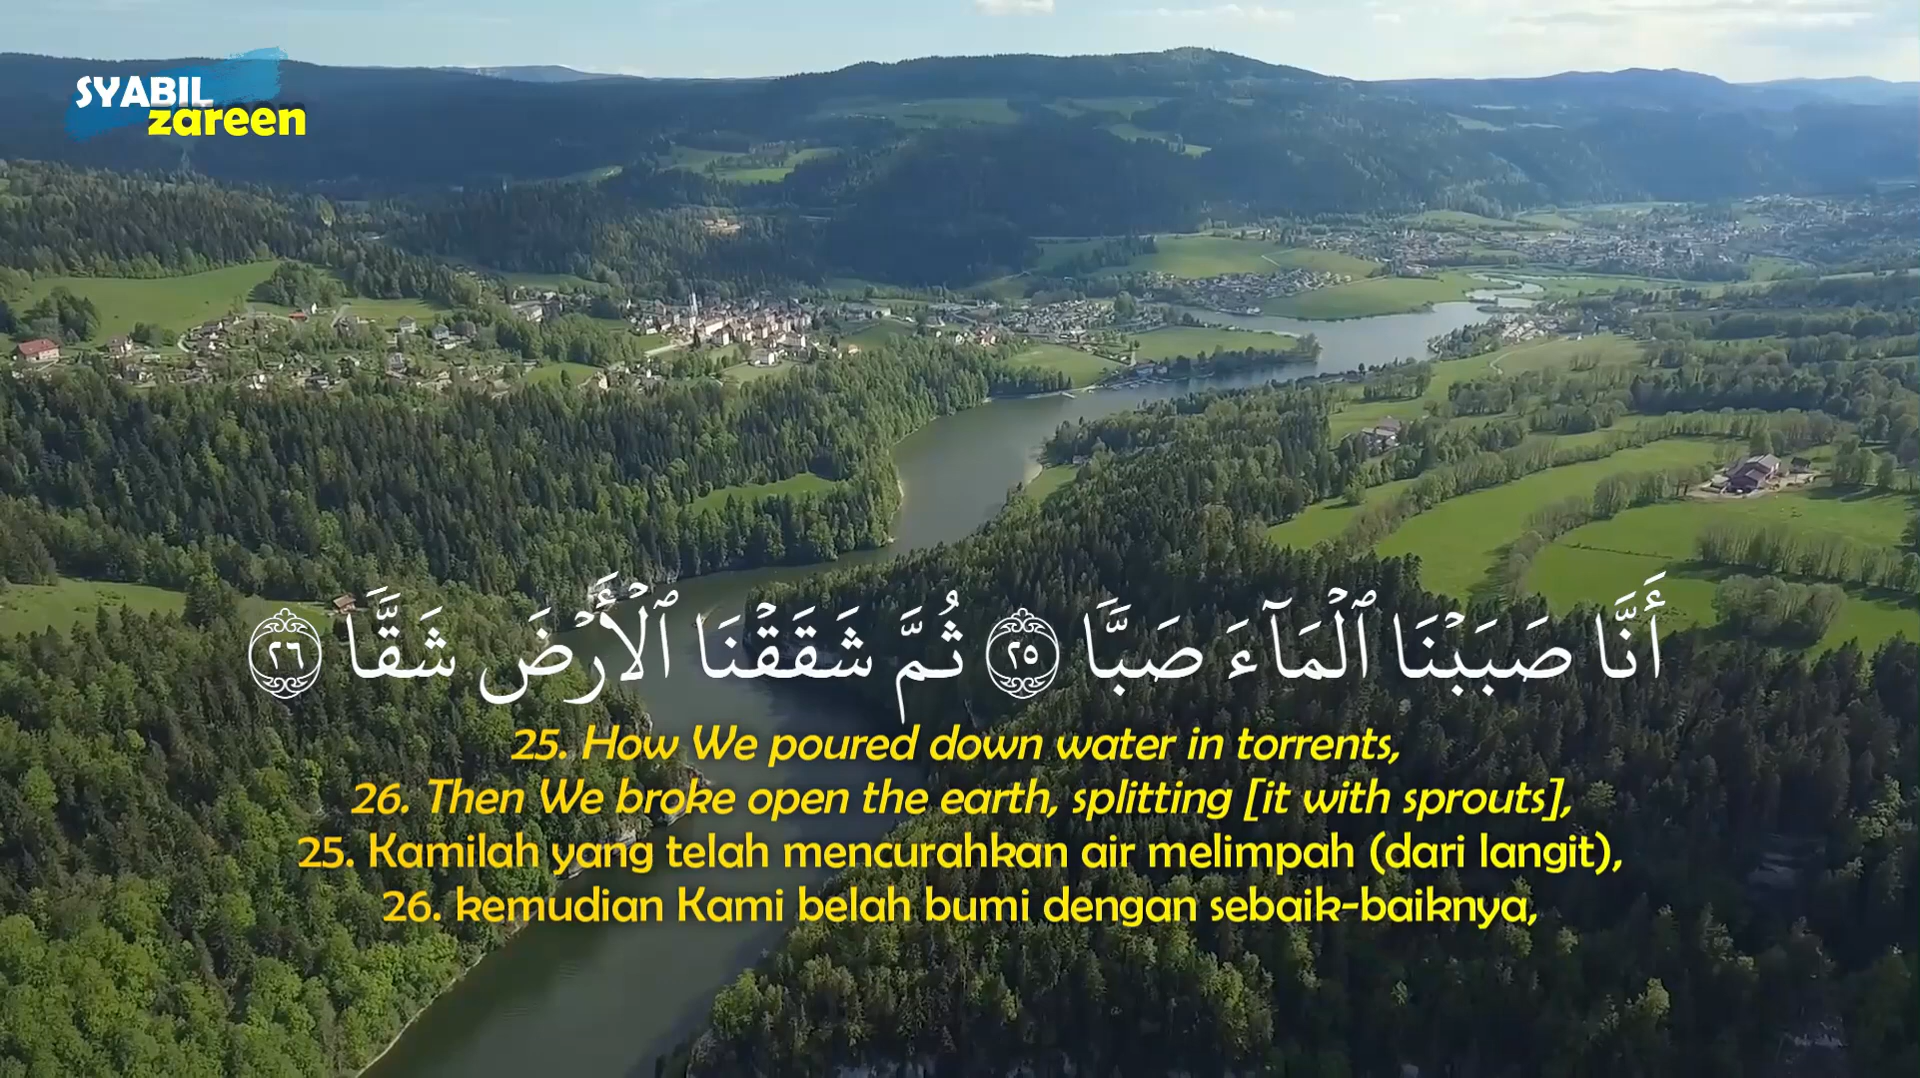 SYABIL
zareen
أَنَّا صَبَبْنَا ٱلْمَآءَ صَبًّا ٢٥ ثُمَّ شَقَقْنَا ٱلْأَرْضَ شَقًّا ٢٦
25. How We poured down water in torrents,
26. Then We broke open the earth, splitting [it with sprouts],
25. Kamilah yang telah mencurahkan air melimpah (dari langit),
26. kemudian Kami belah bumi dengan sebaik-baiknya,